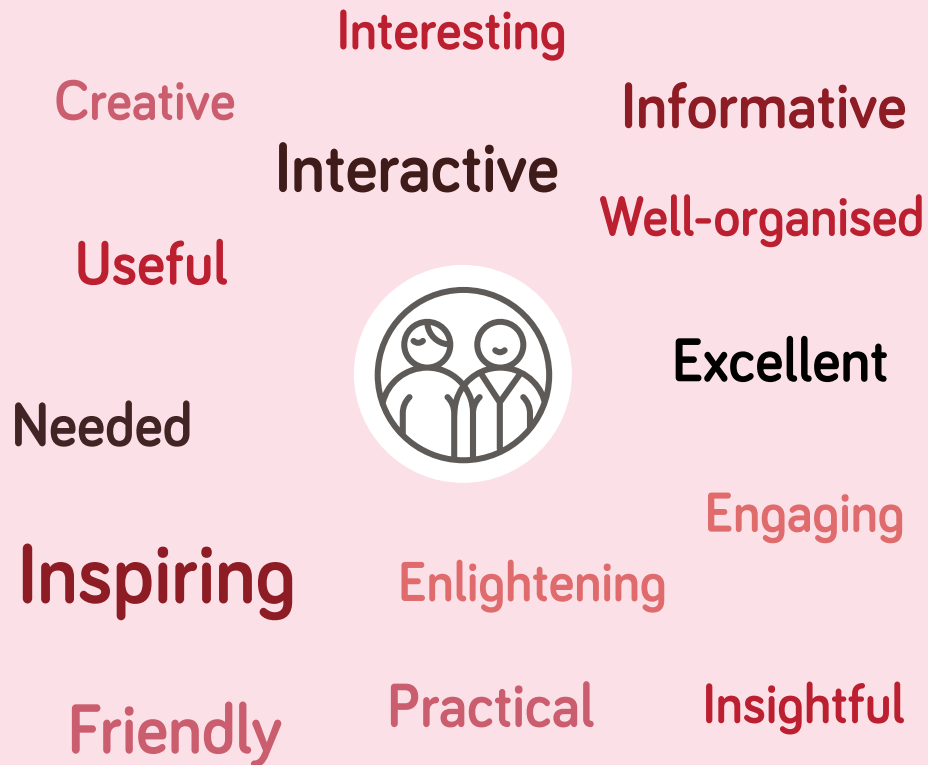 Interesting
Creative
Informative
Interactive
Well-organised
Useful
Excellent
Needed
Engaging
Inspiring
Enlightening
Friendly
Practical
Insightful